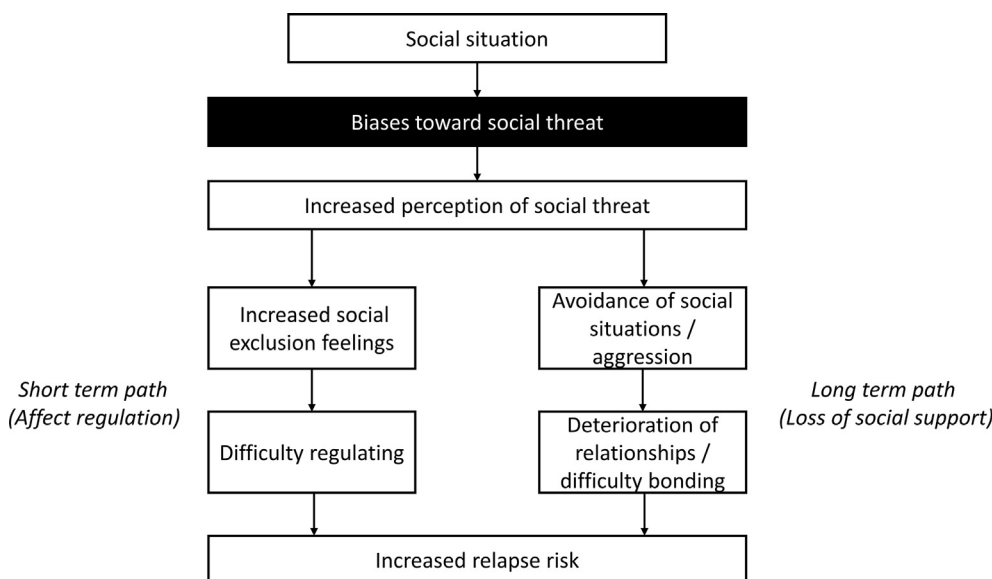 Social situation
Biases toward social threat
Increased perception of social threat
Increased social
exclusion feelings
Avoidance of social
situations /
aggression
Short term path
(Affect regulation)
Long term path
(Loss of social support)
Difficulty regulating
Deterioration of
relationships /
difficulty bonding
Increased relapse risk